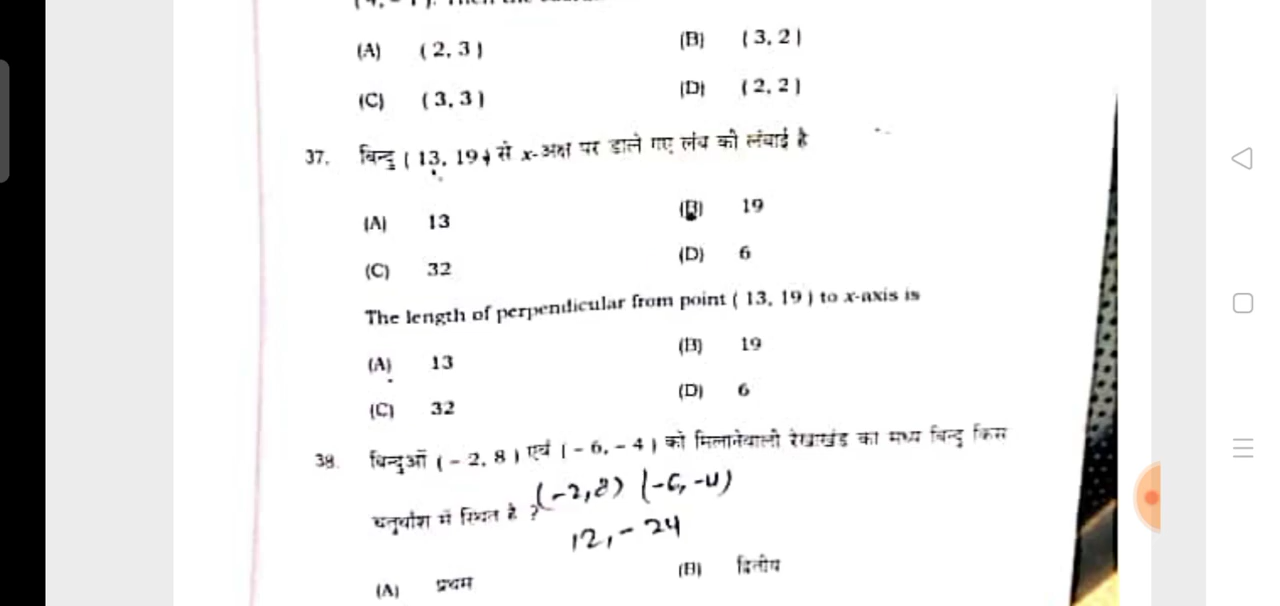 (A) ( 2, 3 ) (B) ( 3, 2 )
(C) ( 3, 3 ) (D) ( 2, 2 )
37. बिन्दु ( 13, 19 ) से x-अक्ष पर डाले गए लंब की लंबाई है
(A) 13 (B) 19
(C) 32 (D) 6
The length of perpendicular from point ( 13, 19 ) to x-axis is
(A) 13 (B) 19
(C) 32 (D) 6
38. बिन्दुओं ( – 2, 8 ) एवं ( – 6, – 4 ) को मिलानेवाली रेखाखंड का मध्य बिन्दु किस
(-2,8) (-6,-4)
चतुर्थांश में स्थित है ?
12, - 24
(A) प्रथम (B) द्वितीय